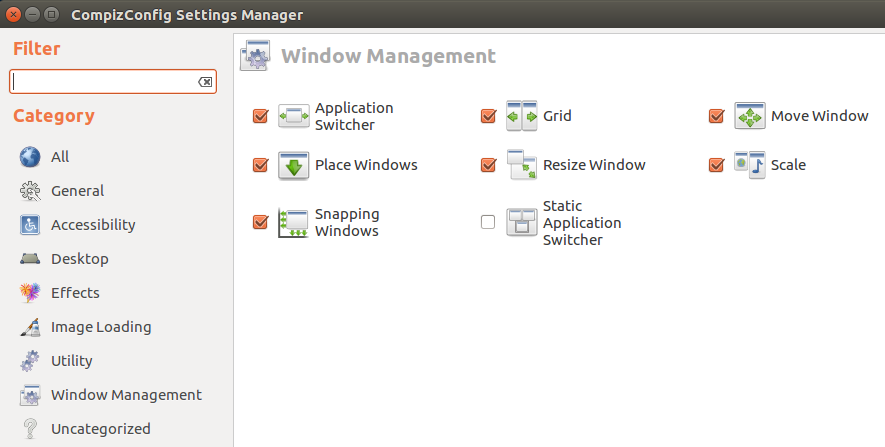 CompizConfig Settings Manager
Filter
Category
All
General
Accessibility
Desktop
Effects
Image Loading
Utility
Window Management
Uncategorized
Window Management
Application
Switcher
Grid
Move Window
Place Windows
Resize Window
Scale
Snapping
Windows
Static
Application
Switcher